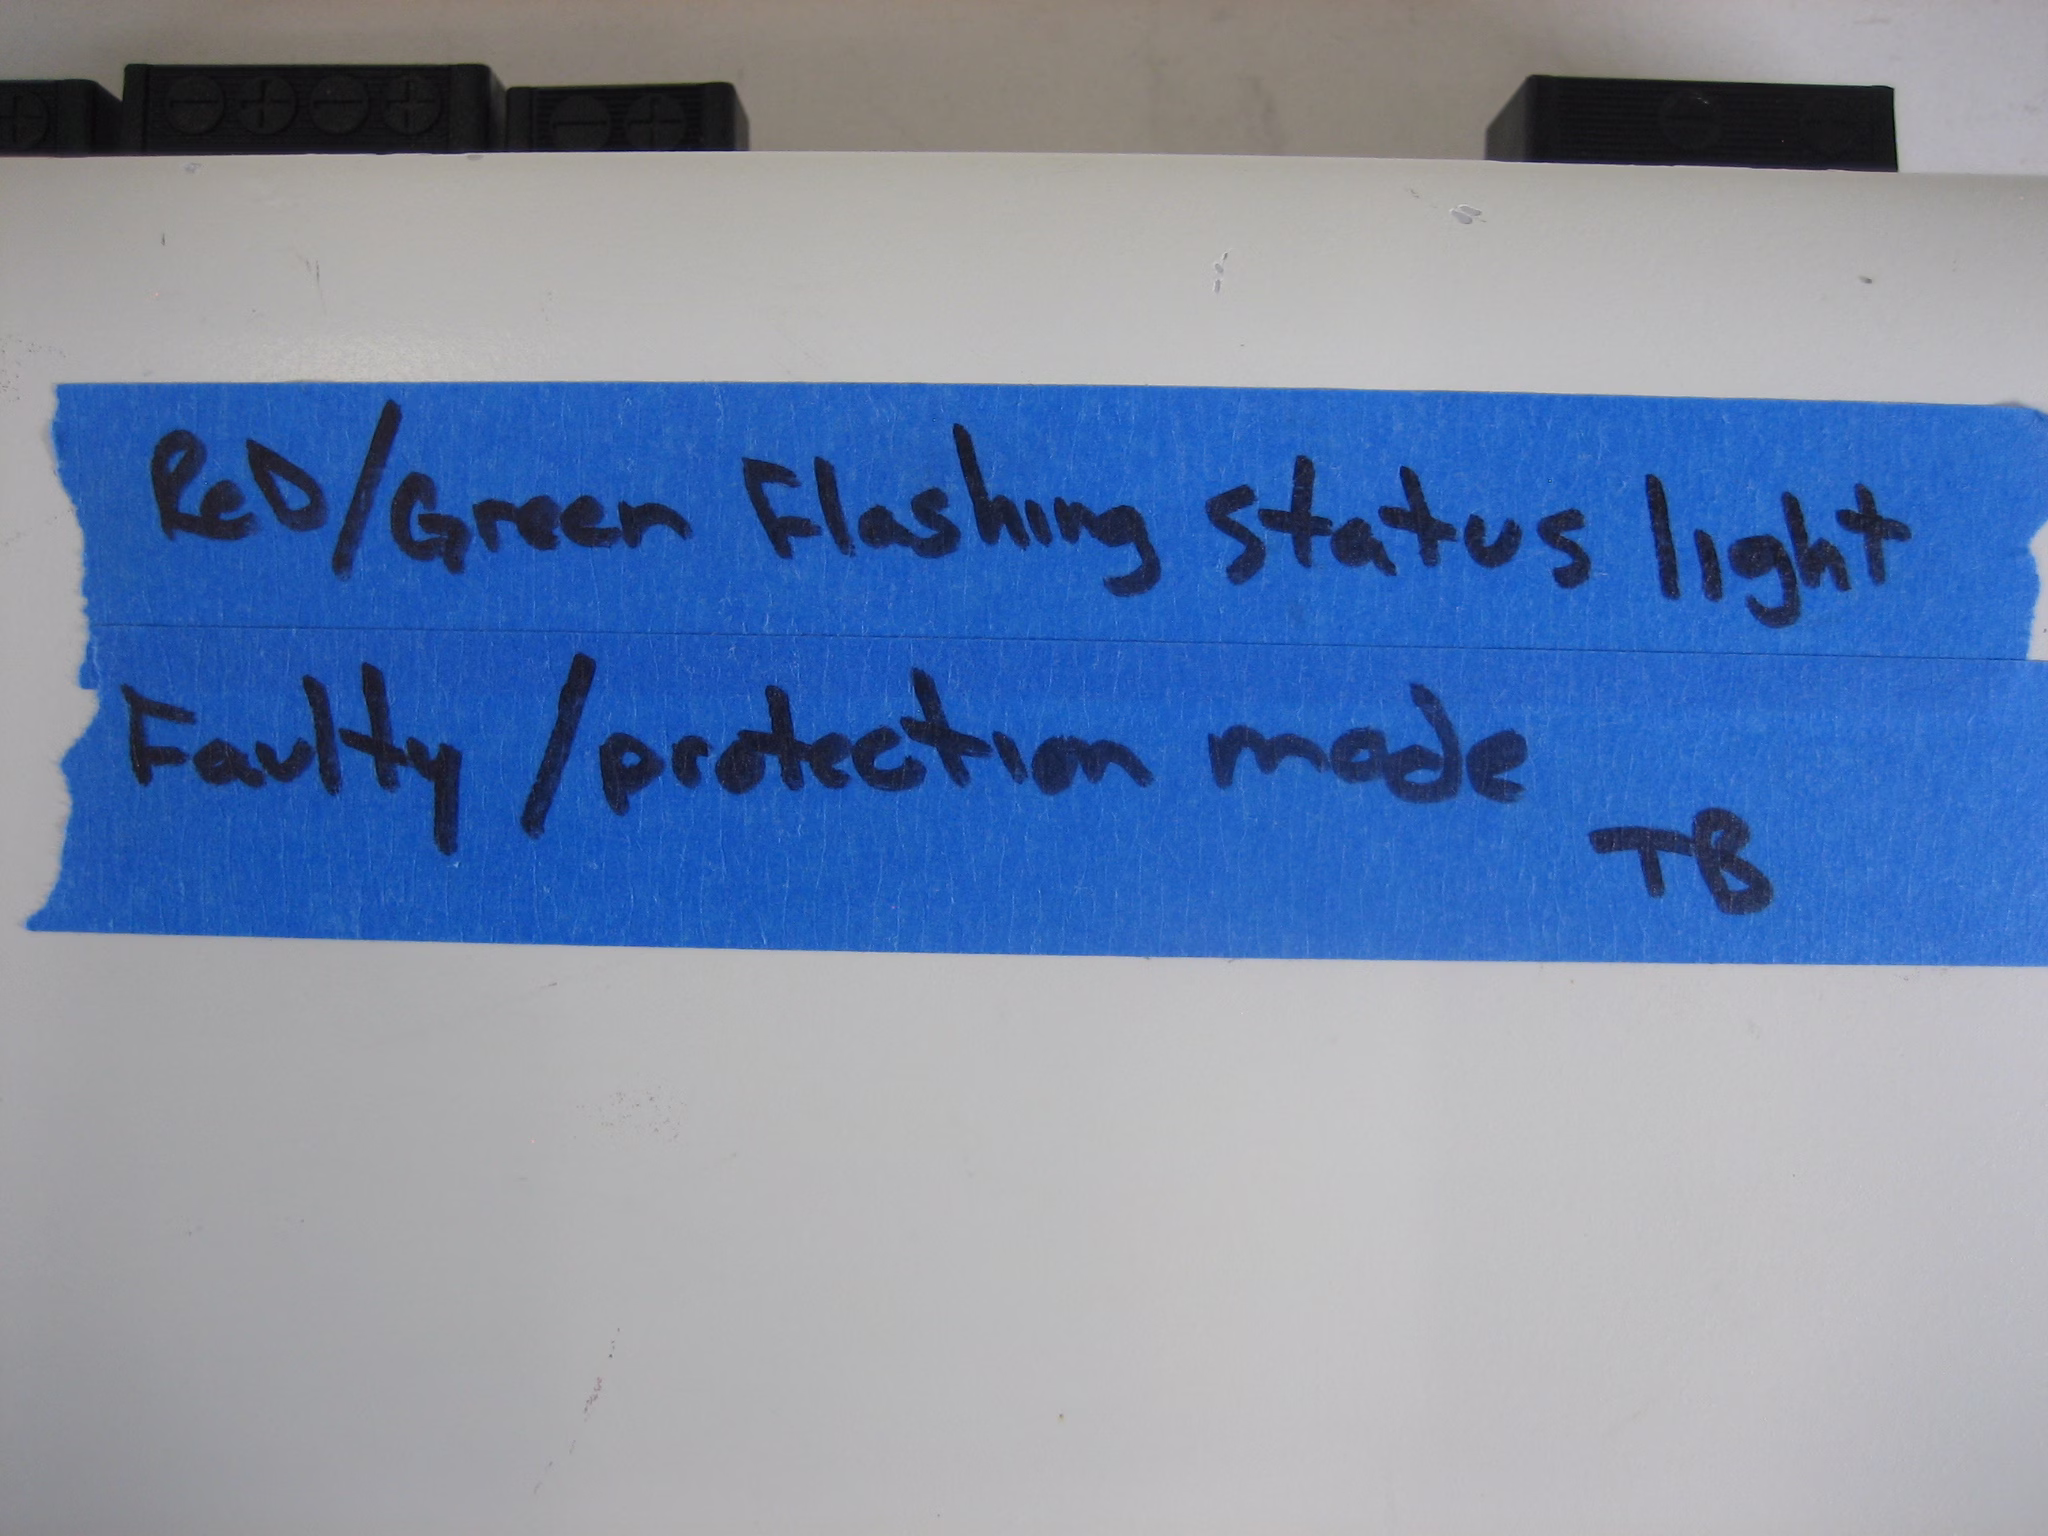 ReD/Green Flashing status light
Faulty/protection mode
TB